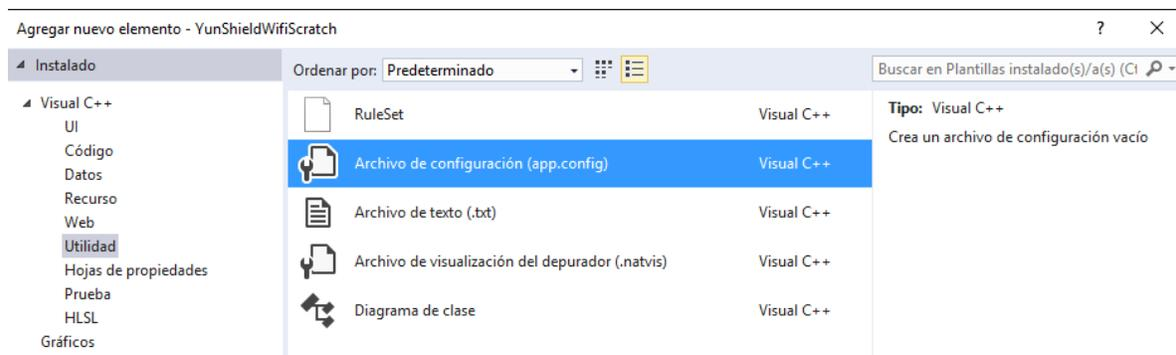 Agregar nuevo elemento - YunShieldWifiScratch
?
Instalado
Visual C++
UI
Código
Datos
Recurso
Web
Utilidad
Hojas de propiedades
Prueba
HLSL
Gráficos
Ordenar por: Predeterminado
RuleSet Visual C++
Archivo de configuración (app.config) Visual C++
Archivo de texto (.txt) Visual C++
Archivo de visualización del depurador (.natvis) Visual C++
Diagrama de clase Visual C++
Buscar en Plantillas instalado(s)/a(s) (Ct
Tipo: Visual C++
Crea un archivo de configuración vacío